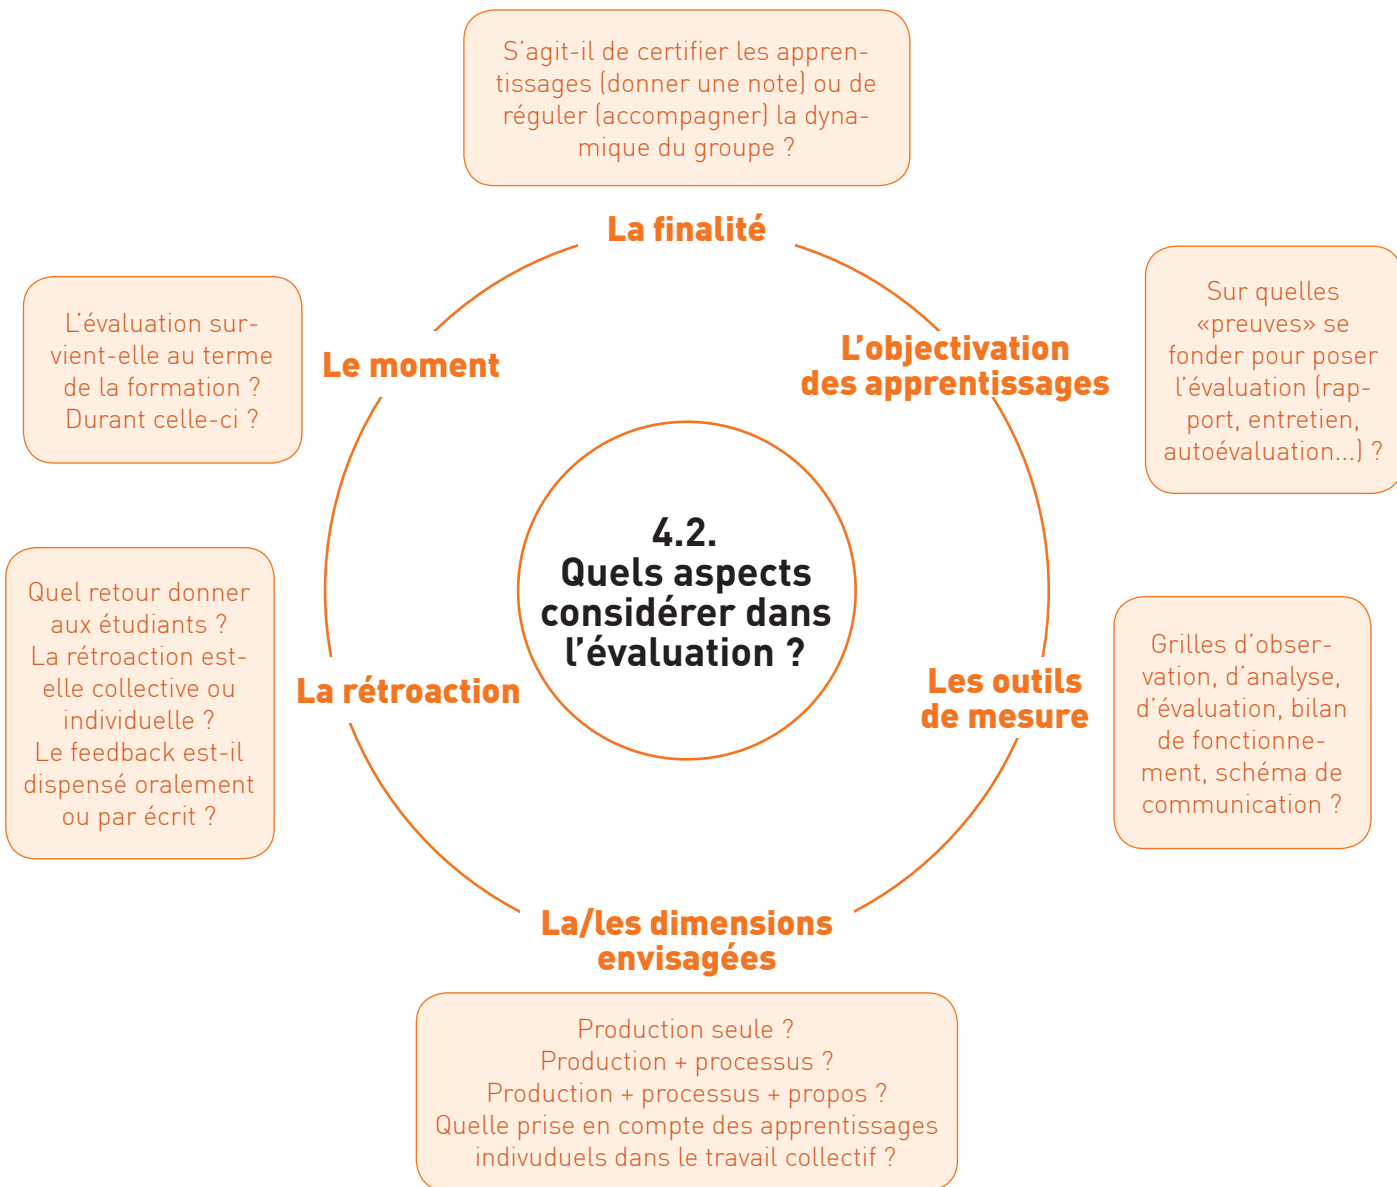 S’agit-il de certifier les appren-
tissages (donner une note) ou de
réguler (accompagner) la dyna-
mique du groupe ?
La finalité
L’objectivation
des apprentissages
Sur quelles
«preuves» se
fonder pour poser
l’évaluation (rap-
port, entretien,
autoévaluation...) ?
Les outils
de mesure
Grilles d’obser-
vation, d’analyse,
d’évaluation, bilan
de fonctionne-
ment, schéma de
communication ?
La/les dimensions
envisagées
Production seule ?
Production + processus ?
Production + processus + propos ?
Quelle prise en compte des apprentissages
indivuduels dans le travail collectif ?
La rétroaction
Quel retour donner
aux étudiants ?
La rétroaction est-
elle collective ou
individuelle ?
Le feedback est-il
dispensé oralement
ou par écrit ?
Le moment
L’évaluation sur-
vient-elle au terme
de la formation ?
Durant celle-ci ?
4.2.
Quels aspects
considérer dans
l’évaluation ?